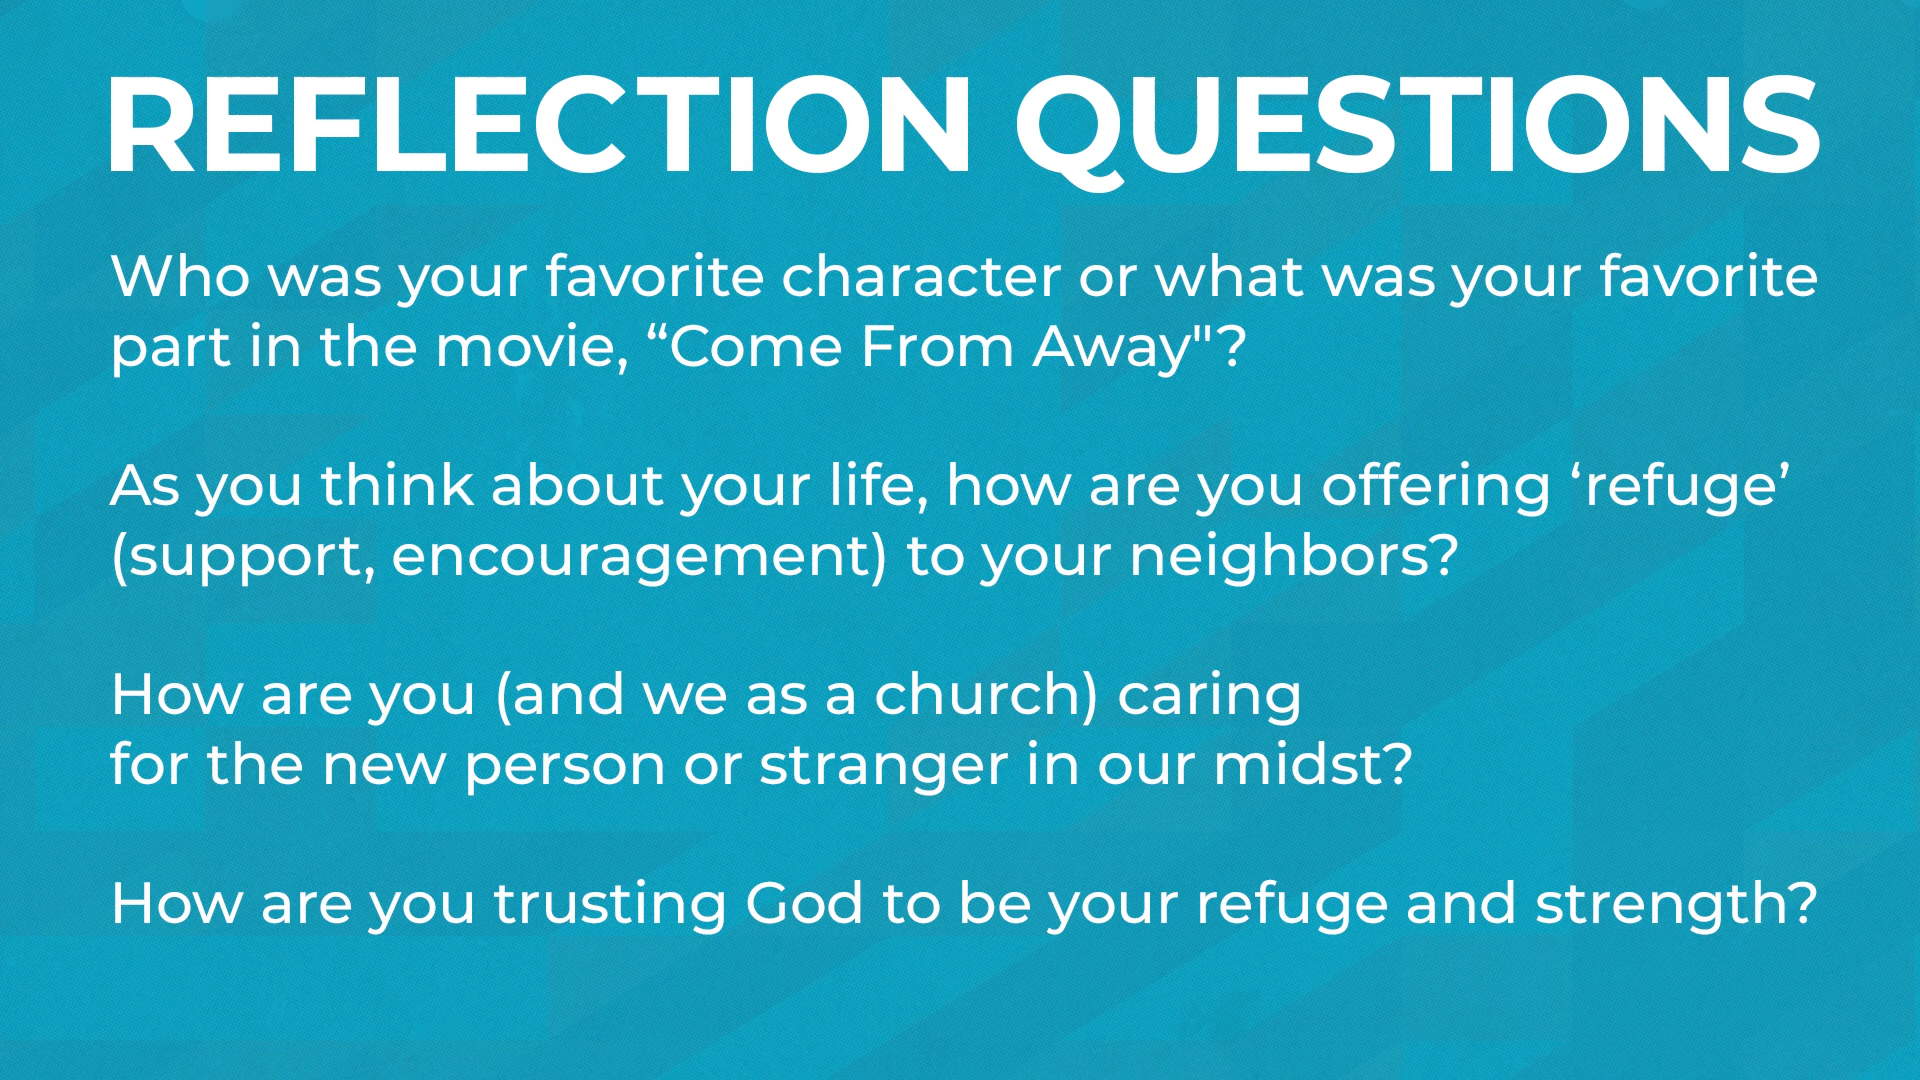 REFLECTION QUESTIONS
Who was your favorite character or what was your favorite
part in the movie, “Come From Away"?
As you think about your life, how are you offering ‘refuge’
(support, encouragement) to your neighbors?
How are you (and we as a church) caring
for the new person or stranger in our midst?
How are you trusting God to be your refuge and strength?